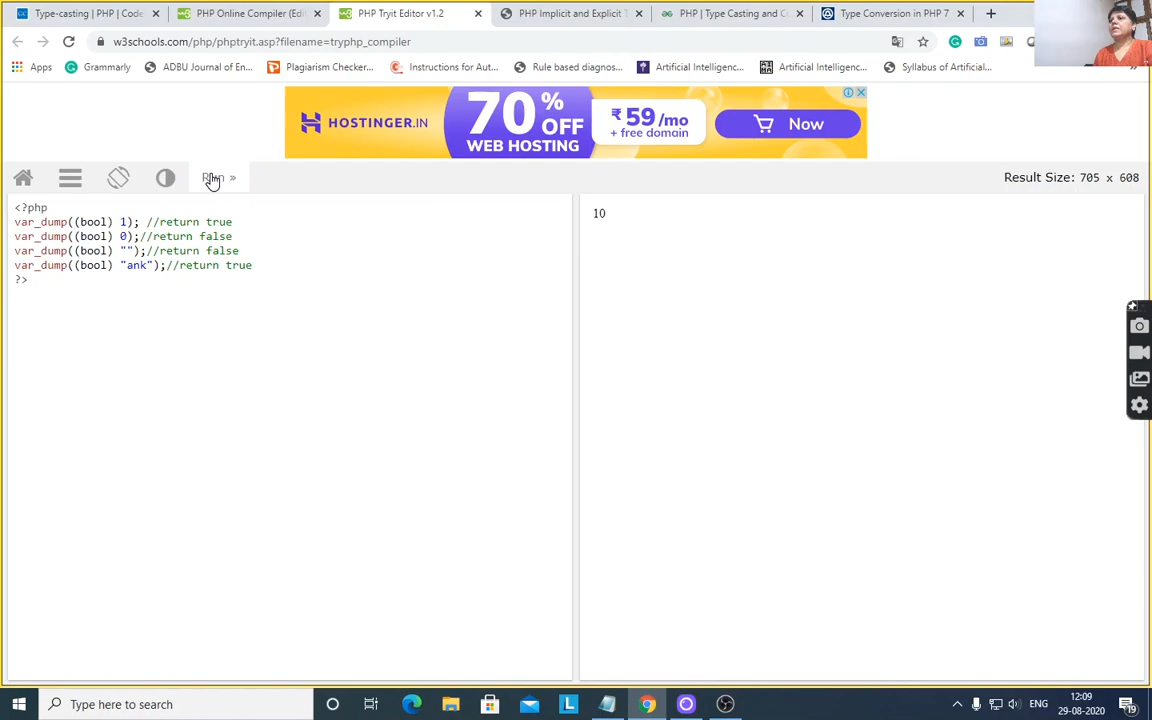 Type-casting | PHP | Code
PHP Online Compiler (Edi
PHP Tryit Editor v1.2
PHP Implicit and Explicit T
PHP | Type Casting and Co
Type Conversion in PHP 7
w3schools.com/php/phptryit.asp?filename=tryphp_compiler
Apps
Grammarly
ADBU Journal of En...
Plagiarism Checker...
Instructions for Aut...
Rule based diagnos...
Artificial Intelligenc...
Artificial Intelligenc...
Syllabus of Artificial...
»
HOSTINGER.IN
70% OFF
WEB HOSTING
₹ 59 /mo
+ free domain
Now
Run »
Result Size: 705 x 608
<?php
var_dump((bool) 1); //return true
var_dump((bool) 0);//return false
var_dump((bool) "");//return false
var_dump((bool) "ank");//return true
?>
10
Type here to search
L
ENG
12:09
29-08-2020
19